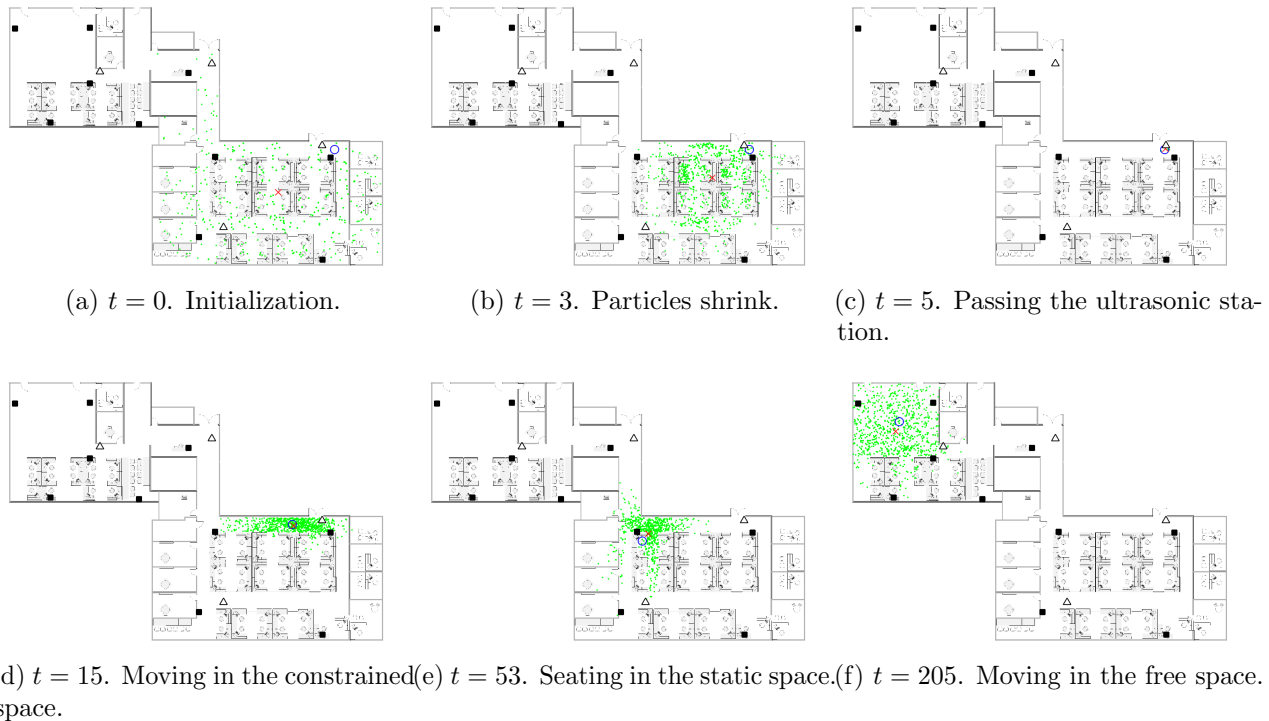 (a) t = 0. Initialization.
(b) t = 3. Particles shrink.
(c) t = 5. Passing the ultrasonic sta-
tion.
d) t = 15. Moving in the constrained
space.
(e) t = 53. Seating in the static space.
(f) t = 205. Moving in the free space.